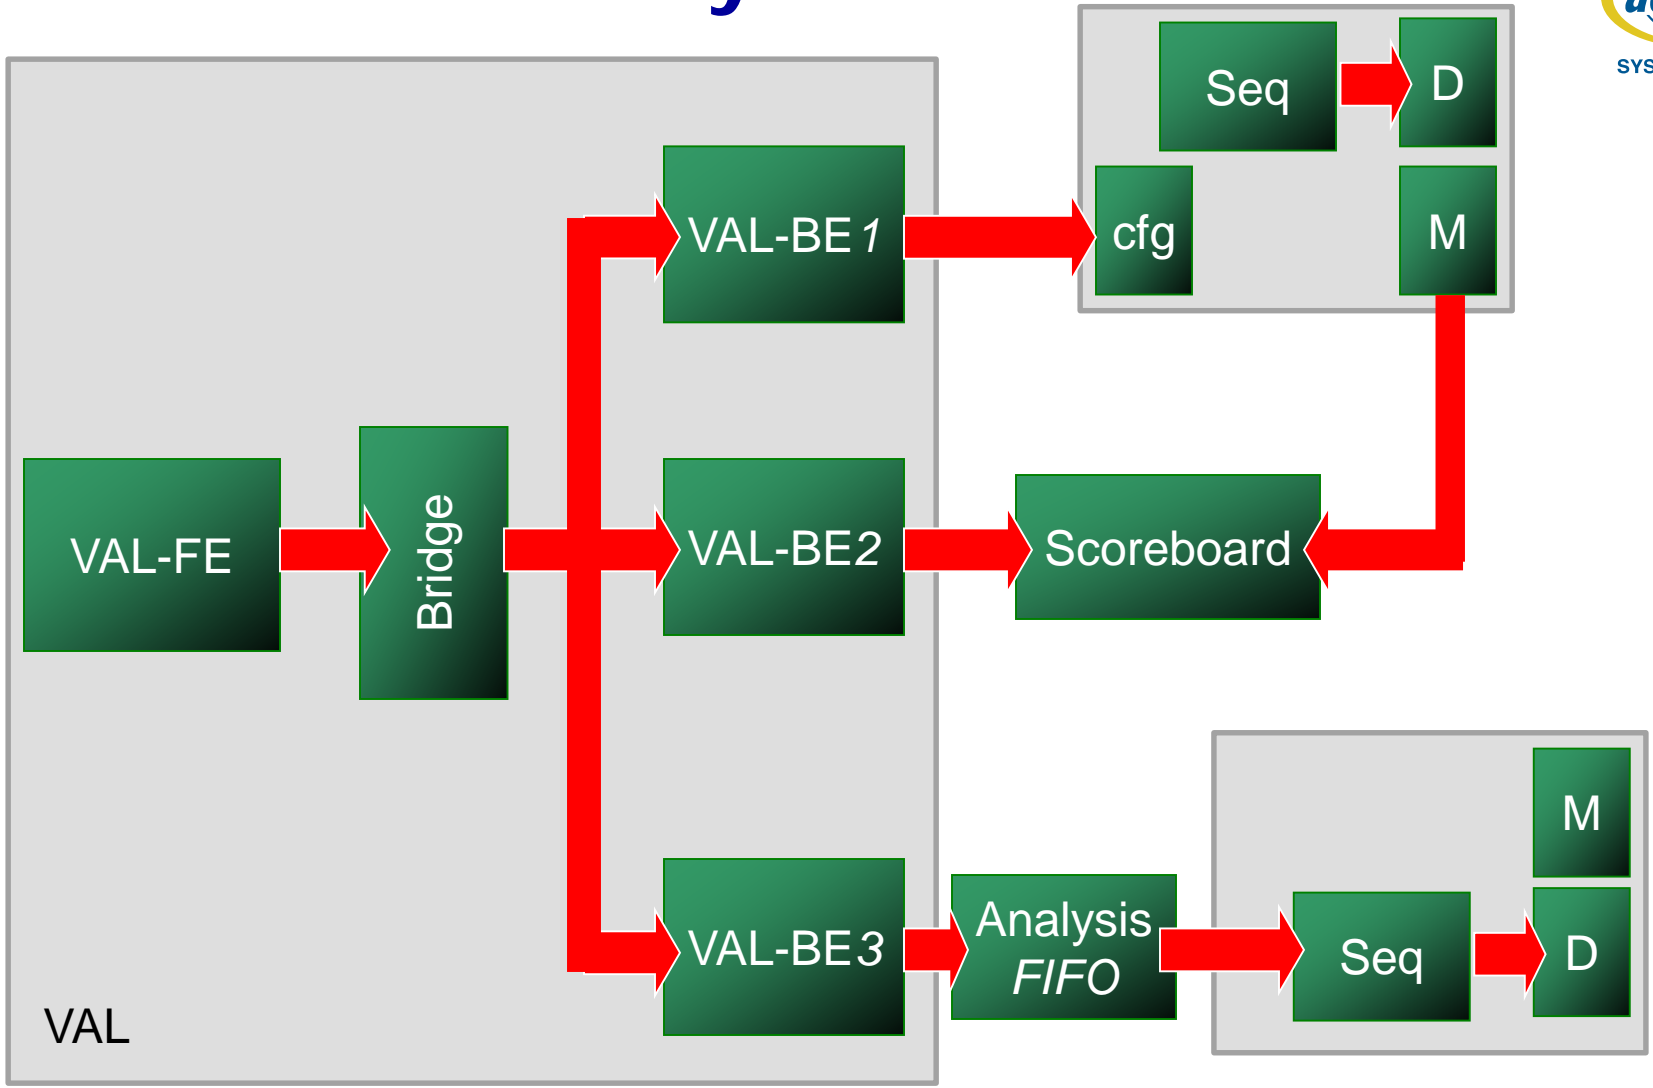 Seq
D
cfg
M
VAL-BE1
VAL-FE
Bridge
VAL-BE2
Scoreboard
VAL-BE3
Analysis
FIFO
M
Seq
D
VAL